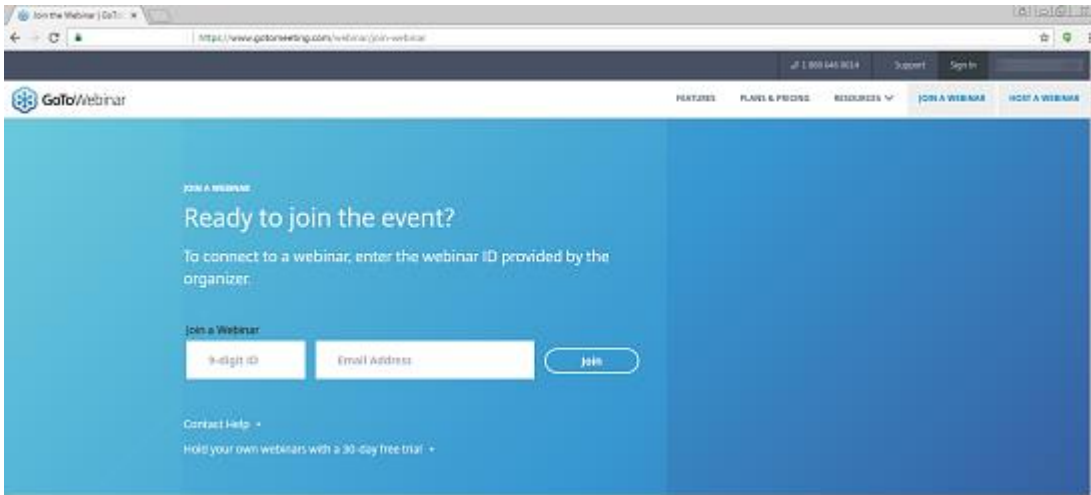 Join the Webinar | GoTo
https://www.gotomeeting.com/webinar/join-webinar
Support Sign In
GoToWebinar FEATURES PLANS & PRICING RESOURCES JOIN A WEBINAR HOST A WEBINAR
JOIN A WEBINAR
Ready to join the event?
To connect to a webinar, enter the webinar ID provided by the
organizer.
Join a Webinar
9-digit ID Email Address Join
Contact Help
Hold your own webinars with a 30-day free trial